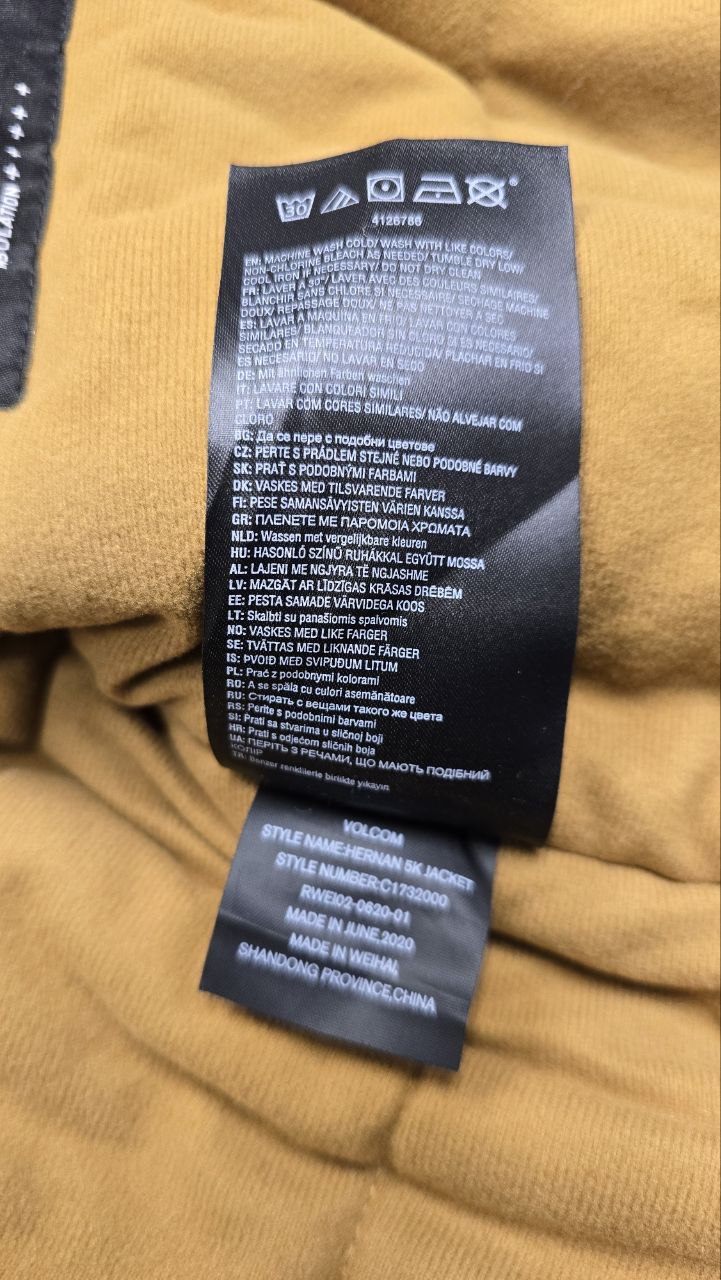 30
4126786
EN: MACHINE WASH COLD/ WASH WITH LIKE COLORS/
NON-CHLORINE BLEACH AS NEEDED/ TUMBLE DRY LOW/
COOL IRON IF NECESSARY/ DO NOT DRY CLEAN
FR: LAVER A 30°/ LAVER AVEC DES COULEURS SIMILAIRES/
BLANCHIR SANS CHLORE SI NECESSAIRE/ SECHAGE MACHINE
DOUX/ REPASSAGE DOUX/ NE PAS NETTOYER A SEC
ES: LAVAR A MAQUINA EN FRIO/ LAVAR CON COLORES
SIMILARES/ BLANQUEADOR SIN CLORO SI ES NECESARIO/
SECADO EN TEMPERATURA REDUCIDA/ PLACHAR EN FRIO SI
ES NECESARIO/ NO LAVAR EN SECO
DE: Mit ähnlichen Farben waschen
IT: LAVARE CON COLORI SIMILI
PT: LAVAR COM CORES SIMILARES/ NÃO ALVEJAR COM
CLORO
BG: Да се пере с подобни цветове
CZ: PERTE S PRÁDLEM STEJNÉ NEBO PODOBNÉ BARVY
SK: PRAŤ S PODOBNÝMI FARBAMI
DK: VASKES MED TILSVARENDE FARVER
FI: PESE SAMANSÄVYISTEN VÄRIEN KANSSA
GR: ΠΛΕΝΕΤΕ ΜΕ ΠΑΡΟΜΟΙΑ ΧΡΩΜΑΤΑ
NLD: Wassen met vergelijkbare kleuren
HU: HASONLÓ SZÍNŰ RUHÁKKAL EGYÜTT MOSSA
AL: LAJENI ME NGJYRA TË NGJASHME
LV: MAZGĀT AR LĪDZĪGAS KRĀSAS DRĒBĒM
EE: PESTA SAMADE VÄRVIDEGA KOOS
LT: Skalbti su panašiomis spalvomis
NO: VASKES MED LIKE FARGER
SE: TVÄTTAS MED LIKNANDE FÄRGER
IS: ÞVOIÐ MEÐ SVIPUÐUM LITUM
PL: Prać z podobnymi kolorami
RO: A se spăla cu culori asemănătoare
RU: Стирать с вещами такого же цвета
RS: Perite s podobnimi barvami
SI: Prati sa stvarima u sličnoj boji
HR: Prati s odjećom sličnih boja
UA: ПЕРІТЬ З РЕЧАМИ, ЩО МАЮТЬ ПОДІБНИЙ
КОЛІР
TR: Benzer renklilerle birlikte yıkayın
VOLCOM
STYLE NAME:HERNAN 5K JACKET
STYLE NUMBER:C1732000
RWEI02-0620-01
MADE IN JUNE,2020
MADE IN WEIHAI,
SHANDONG PROVINCE,CHINA